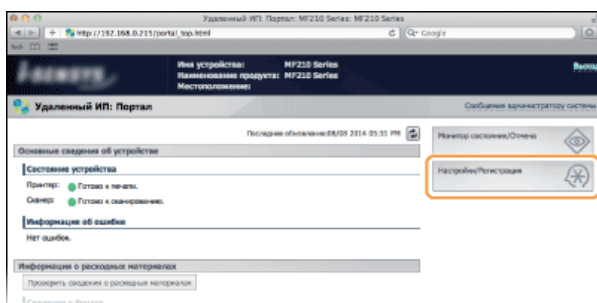 Удаленный ИП: Портал: MF210 Series: MF210 Series
http://192.168.0.215/portal_top.html
Google
Имя устройства: MF210 Series
Наименование продукта: MF210 Series
Местоположение:
Выход
Удаленный ИП: Портал
Сообщение администратору системы
Последнее обновление:08/08 2014 05:31 PM
Монитор состояния/Отмена
Основные сведения об устройстве
Настройки/Регистрация
Состояние устройства
Принтер: Готово к печати.
Сканер: Готово к сканированию.
Информация об ошибке
Нет ошибок.
Информация о расходных материалах
Проверить сведения о расходных материалах
Сведения о бумаге